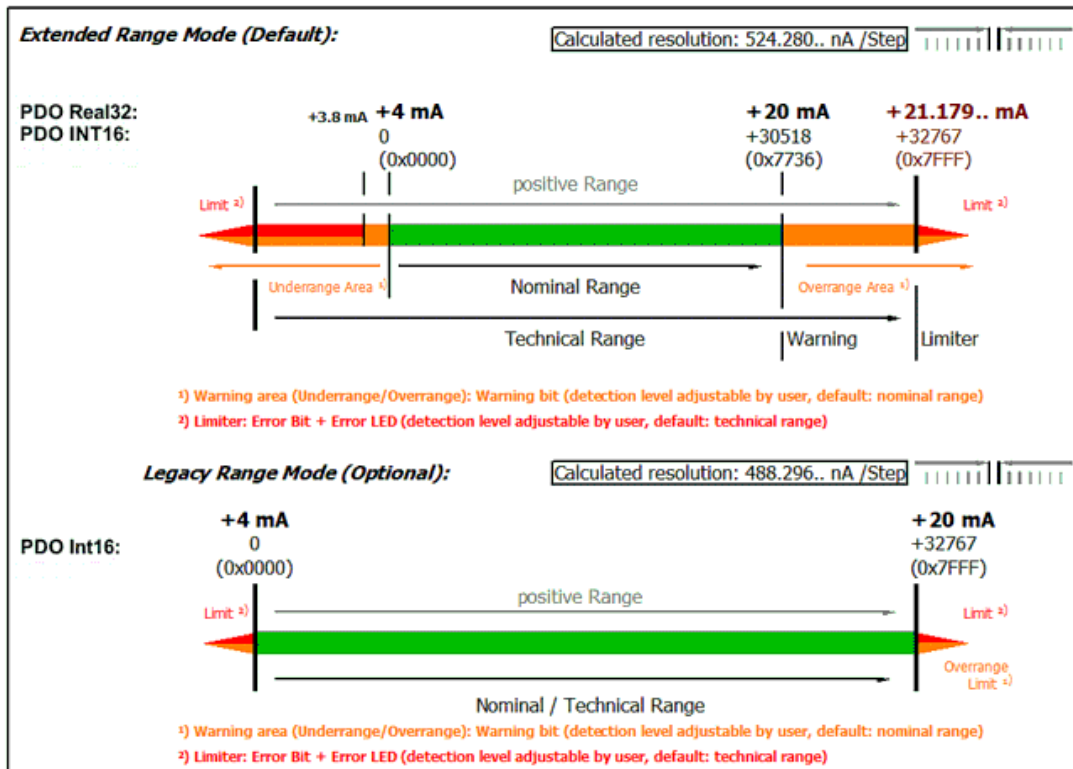 Extended Range Mode (Default):
Calculated resolution: 524.280.. nA /Step
PDO Real32:
+3.8 mA
+4 mA
+20 mA
+21.179.. mA
PDO INT16:
0
+30518
+32767
(0x0000)
(0x7736)
(0x7FFF)
positive Range
Limit ²⁾
Limit ²⁾
Underrange Area ¹⁾
Nominal Range
Overrange Area ¹⁾
Technical Range
Warning
Limiter
¹⁾ Warning area (Underrange/Overrange): Warning bit (detection level adjustable by user, default: nominal range)
²⁾ Limiter: Error Bit + Error LED (detection level adjustable by user, default: technical range)
Legacy Range Mode (Optional):
Calculated resolution: 488.296.. nA /Step
+4 mA
+20 mA
PDO Int16:
0
+32767
(0x0000)
(0x7FFF)
positive Range
Limit ²⁾
Limit ²⁾
Overrange
Limit ¹⁾
Nominal / Technical Range
¹⁾ Warning area (Underrange/Overrange): Warning bit (detection level adjustable by user, default: nominal range)
²⁾ Limiter: Error Bit + Error LED (detection level adjustable by user, default: technical range)